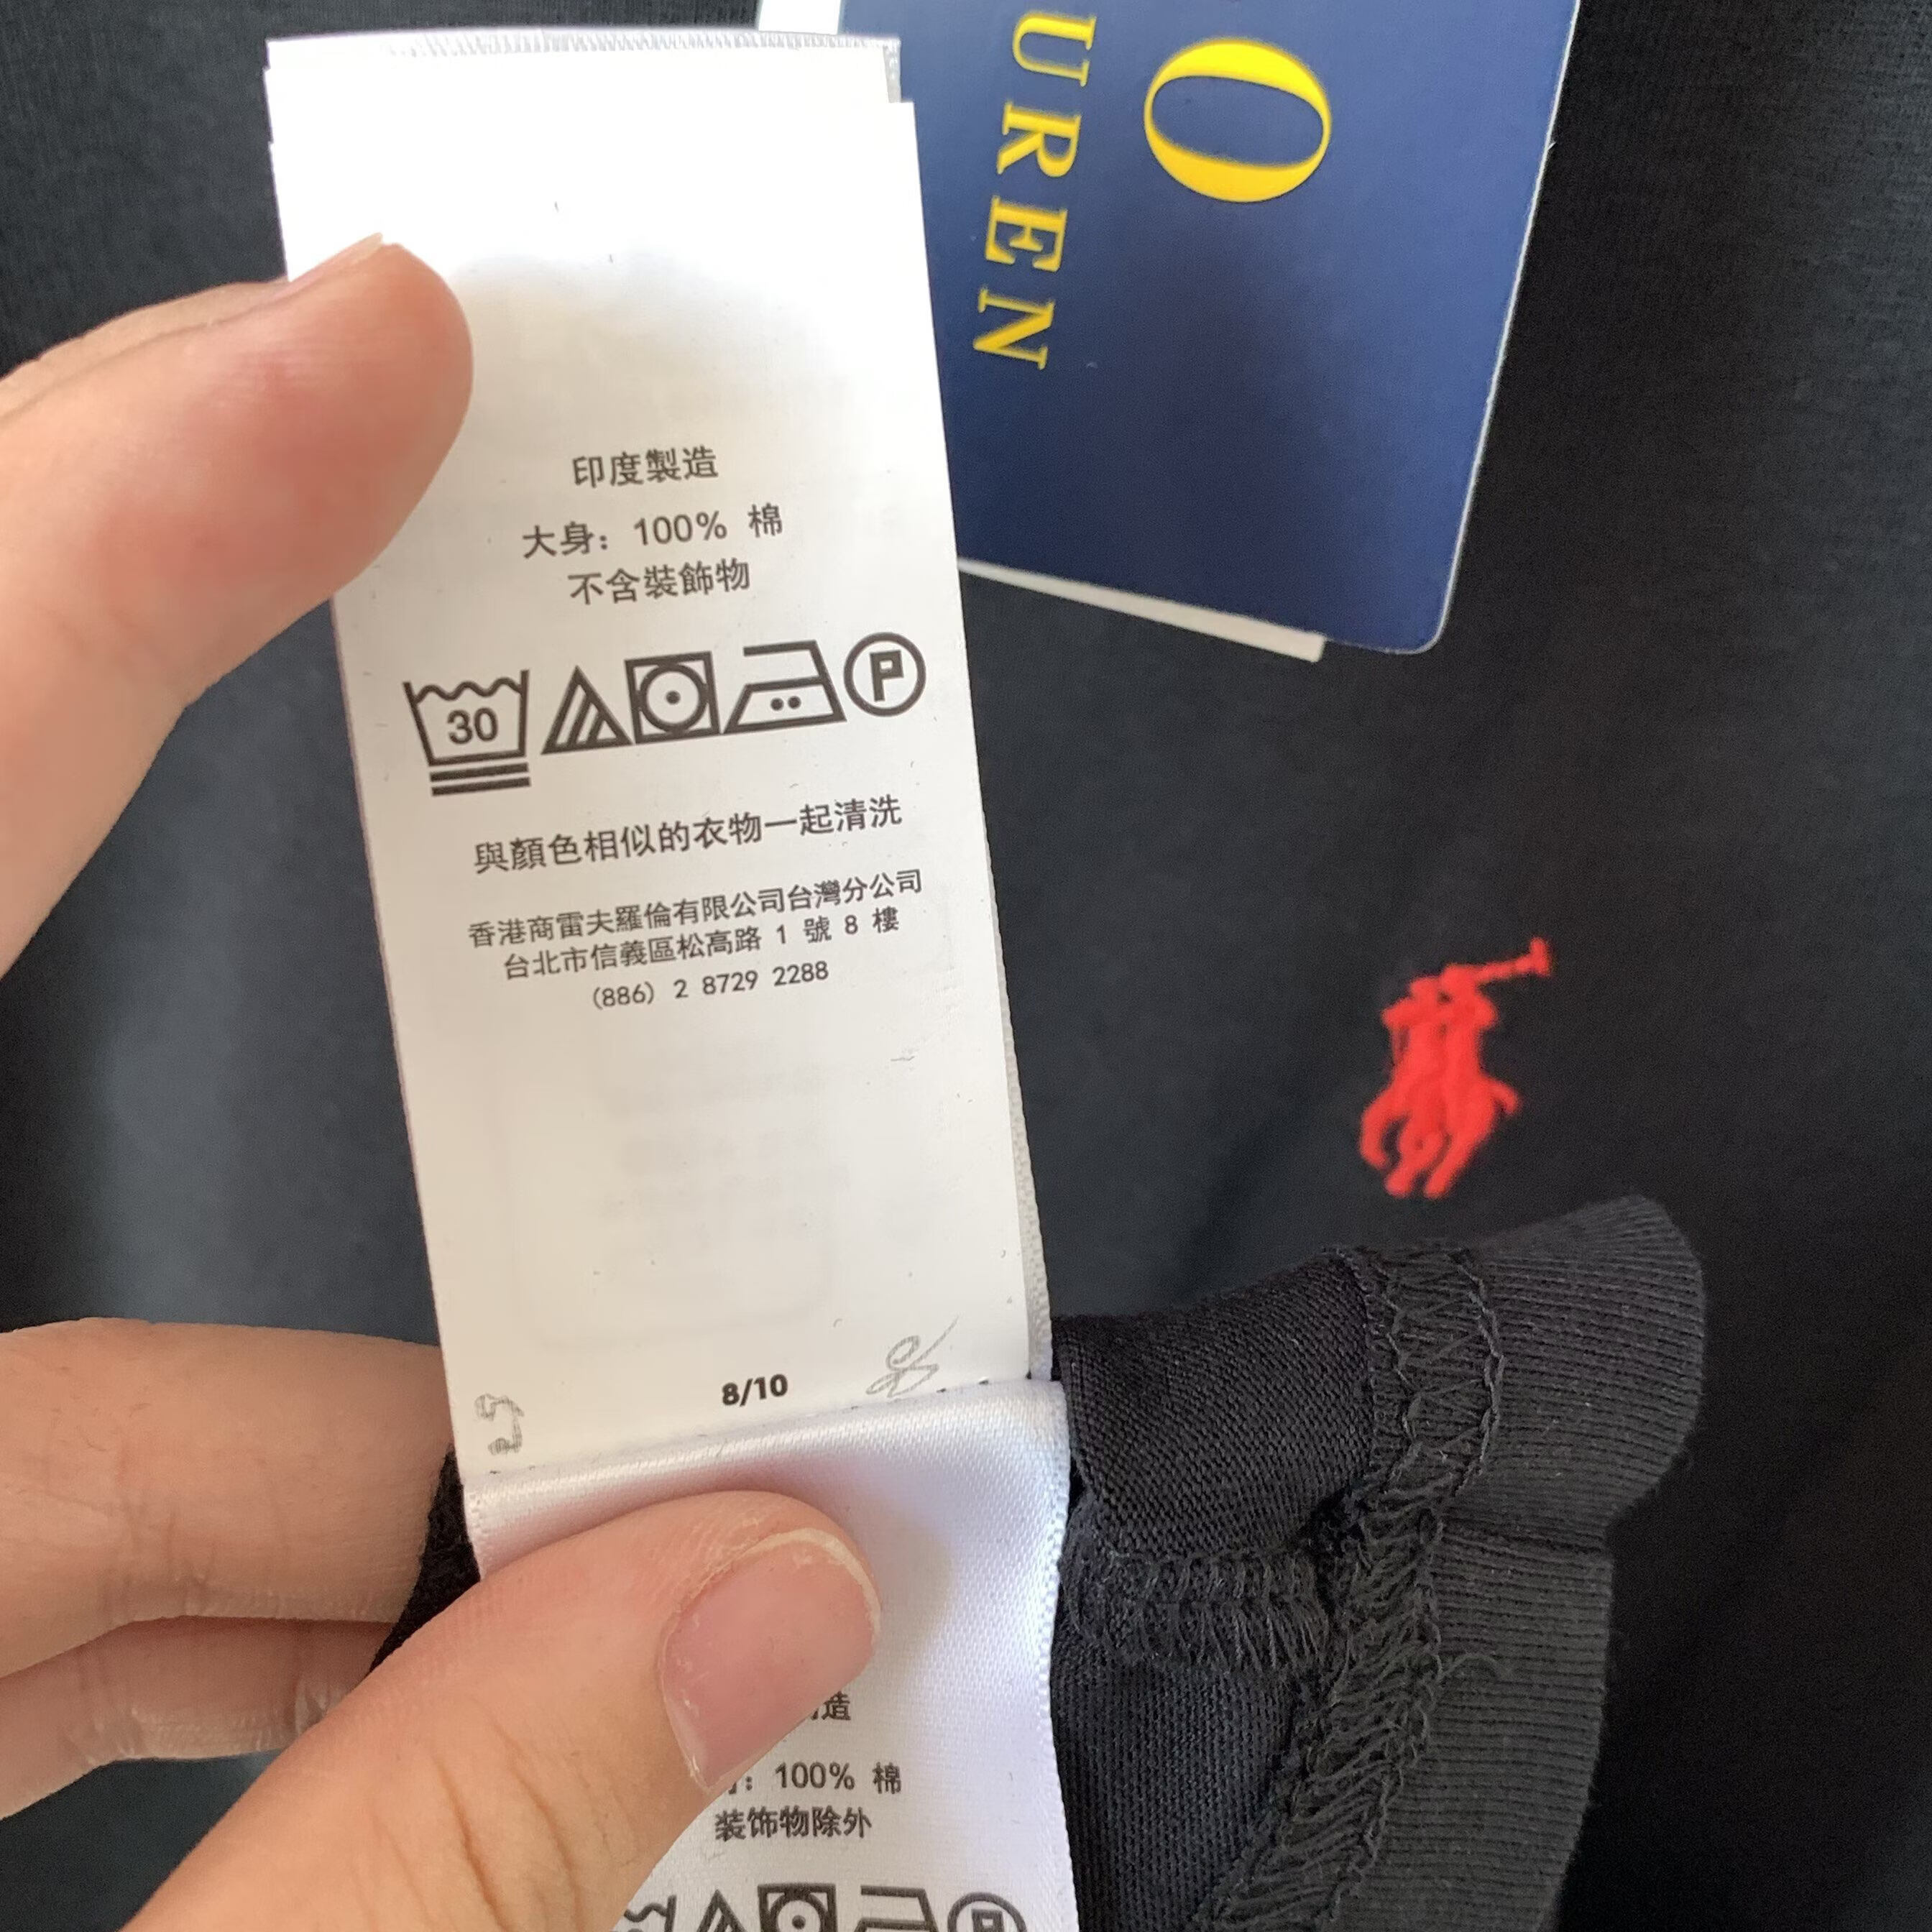 O
UREN
印度製造
大身: 100% 棉
不含裝飾物
30
P
與顏色相似的衣物一起清洗
香港商雷夫羅倫有限公司台灣分公司
台北市信義區松高路 1 號 8 樓
(886) 2 8729 2288
8/10
造
: 100% 棉
装饰物除外